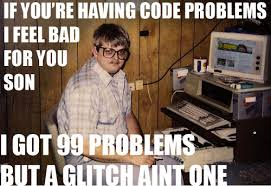 IF YOU'RE HAVING CODE PROBLEMS
I FEEL BAD
FOR YOU
SON
I GOT 99 PROBLEMS
BUT A GLITCH AINT ONE